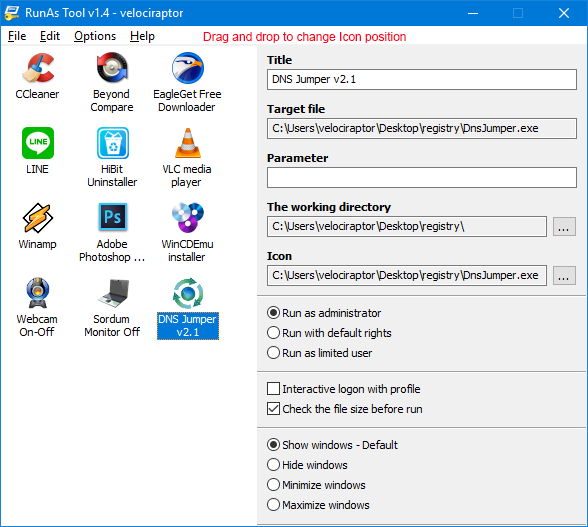 RunAs Tool v1.4 - velociraptor
File Edit Options Help
Drag and drop to change Icon position
CCleaner
Beyond
Compare
EagleGet Free
Downloader
LINE
LINE
HiBit
Uninstaller
VLC media
player
Winamp
Ps
Adobe
Photoshop ...
WinCDEmu
installer
Webcam
On-Off
Sordum
Monitor Off
DNS Jumper
v2.1
Title
DNS Jumper v2.1
Target file
C:\Users\velociraptor\Desktop\registry\DnsJumper.exe
Parameter
The working directory
C:\Users\velociraptor\Desktop\registry\
...
Icon
C:\Users\velociraptor\Desktop\registry\DnsJumper.exe
...
Run as administrator
Run with default rights
Run as limited user
Interactive logon with profile
Check the file size before run
Show windows - Default
Hide windows
Minimize windows
Maximize windows